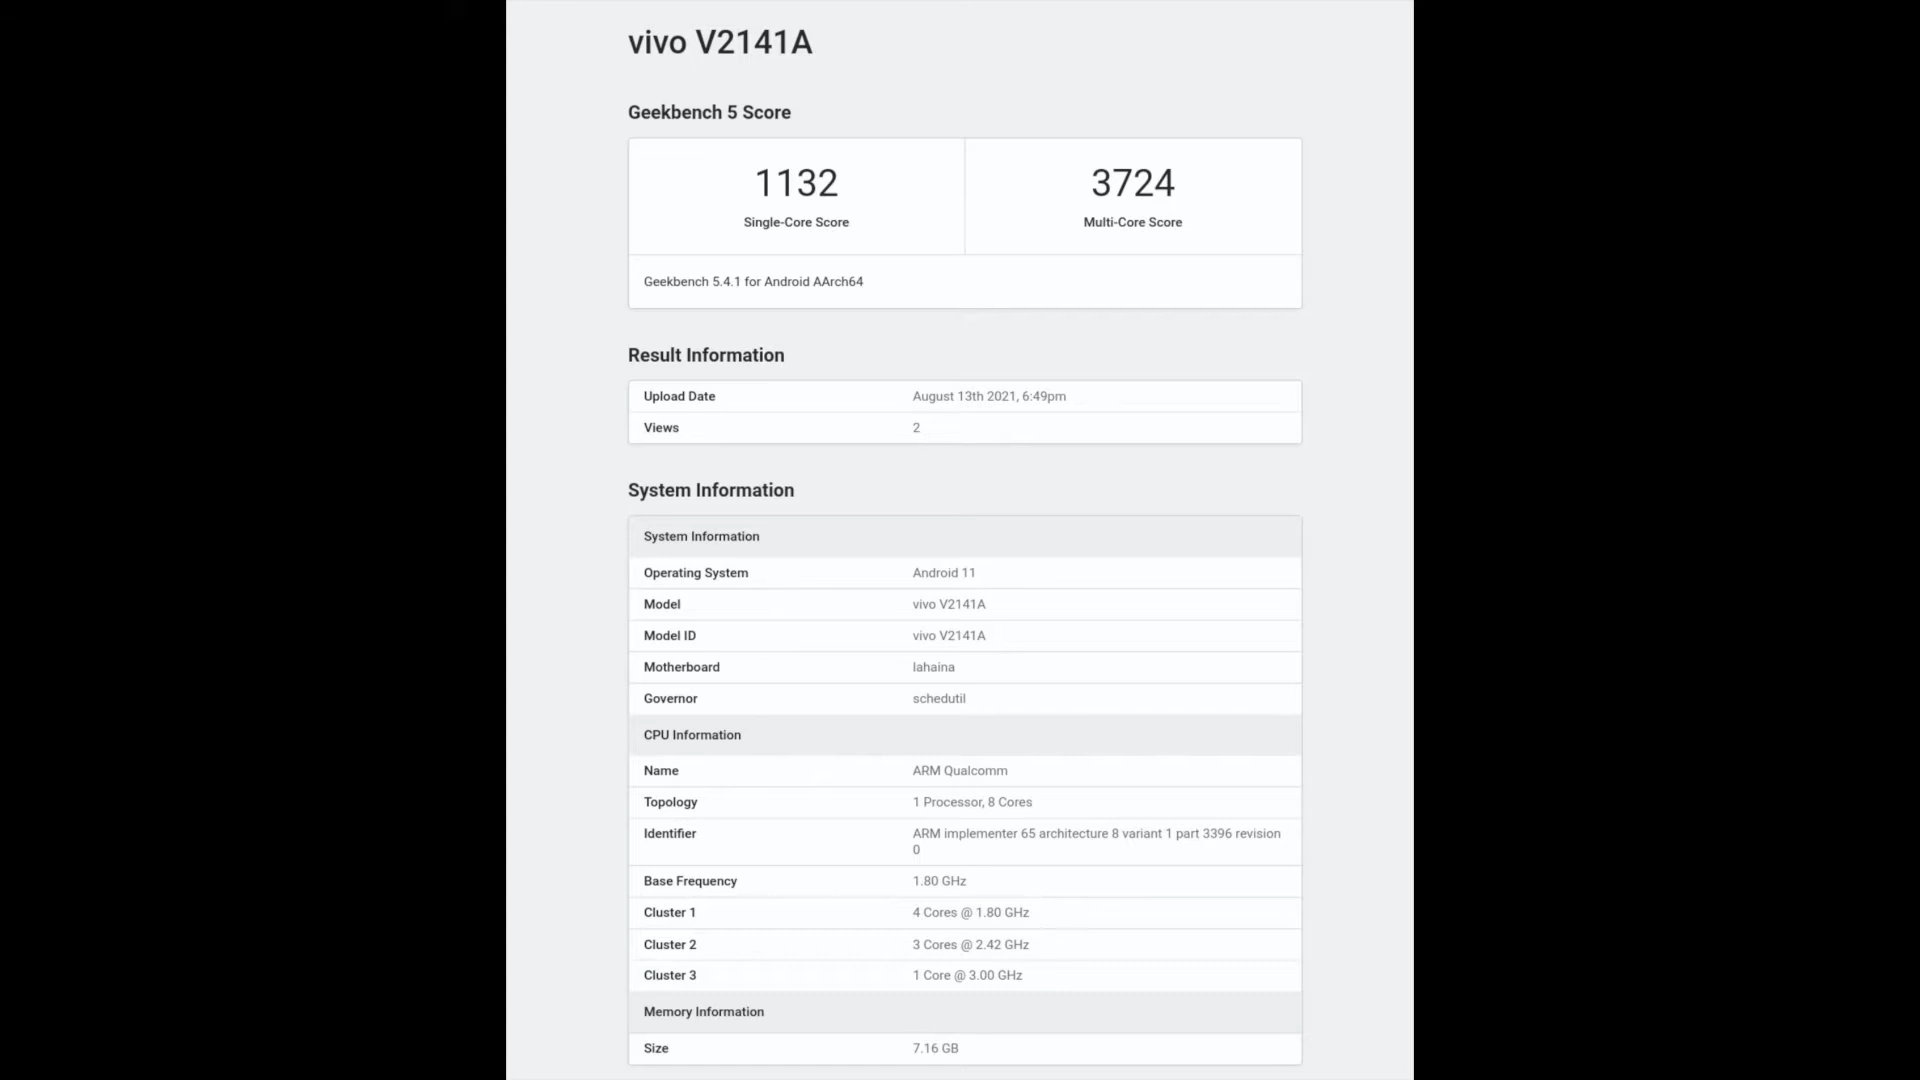 vivo V2141A
Geekbench 5 Score
1132 3724
Single-Core Score Multi-Core Score
Geekbench 5.4.1 for Android AArch64
Result Information
Upload Date August 13th 2021, 6:49pm
Views 2
System Information
System Information
Operating System Android 11
Model vivo V2141A
Model ID vivo V2141A
Motherboard lahaina
Governor schedutil
CPU Information
Name ARM Qualcomm
Topology 1 Processor, 8 Cores
Identifier ARM implementer 65 architecture 8 variant 1 part 3396 revision
0
Base Frequency 1.80 GHz
Cluster 1 4 Cores @ 1.80 GHz
Cluster 2 3 Cores @ 2.42 GHz
Cluster 3 1 Core @ 3.00 GHz
Memory Information
Size 7.16 GB